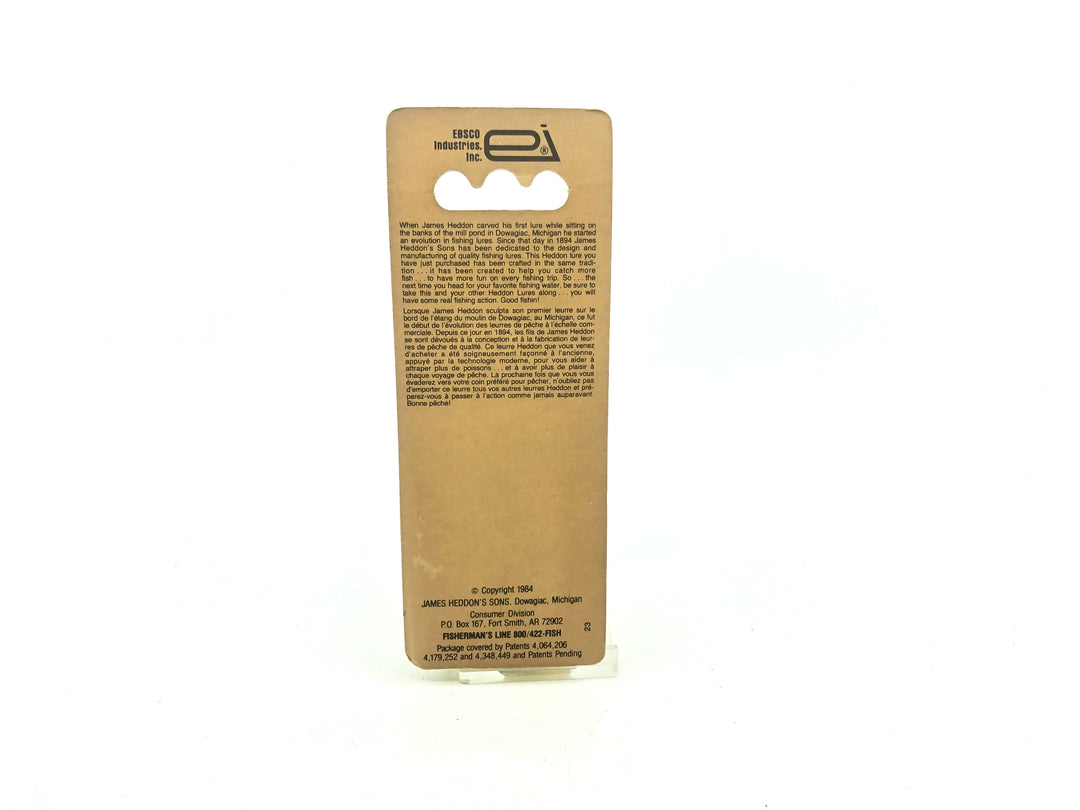 EBSCO
Industries,
Inc.
ei ®
When James Heddon carved his first lure while sitting on
the banks of the mill pond in Dowagiac, Michigan he started
an evolution in fishing lures. Since that day in 1894 James
Heddon's Sons has been dedicated to the design and
manufacturing of quality fishing lures. This Heddon lure you
have just purchased has been crafted in the same tradi-
tion . . . it has been created to help you catch more
fish . . . to have more fun on every fishing trip. So . . . the
next time you head for your favorite fishing water, be sure to
take this and your other Heddon Lures along . . . you will
have some real fishing action. Good fishin!
Lorsque James Heddon sculpta son premier leurre sur le
bord de l'étang du moulin de Dowagiac, au Michigan, ce fut
le début de l'évolution des leurres de pêche à l'échelle com-
merciale. Depuis ce jour en 1894, les fils de James Heddon
se sont dévoués à la conception et à la fabrication de leur-
res de pêche de qualité. Ce leurre Heddon que vous venez
d'acheter a été soigneusement façonné à l'ancienne,
appuyé par la technologie moderne, pour vous aider à
attraper plus de poissons . . . et à avoir plus de plaisir à
chaque voyage de pêche. La prochaine fois que vous vous
évaderez vers votre coin préféré pour pêcher, n'oubliez pas
d'emporter ce leurre tous vos autres leurres Heddon et pré-
parez-vous à passer à l'action comme jamais auparavant.
Bonne pêche!
© Copyright 1984
JAMES HEDDON'S SONS, Dowagiac, Michigan
Consumer Division
P.O. Box 167, Fort Smith, AR 72902
FISHERMAN'S LINE 800/422-FISH
Package covered by Patents 4,064,206
4,179,252 and 4,348,449 and Patents Pending
23